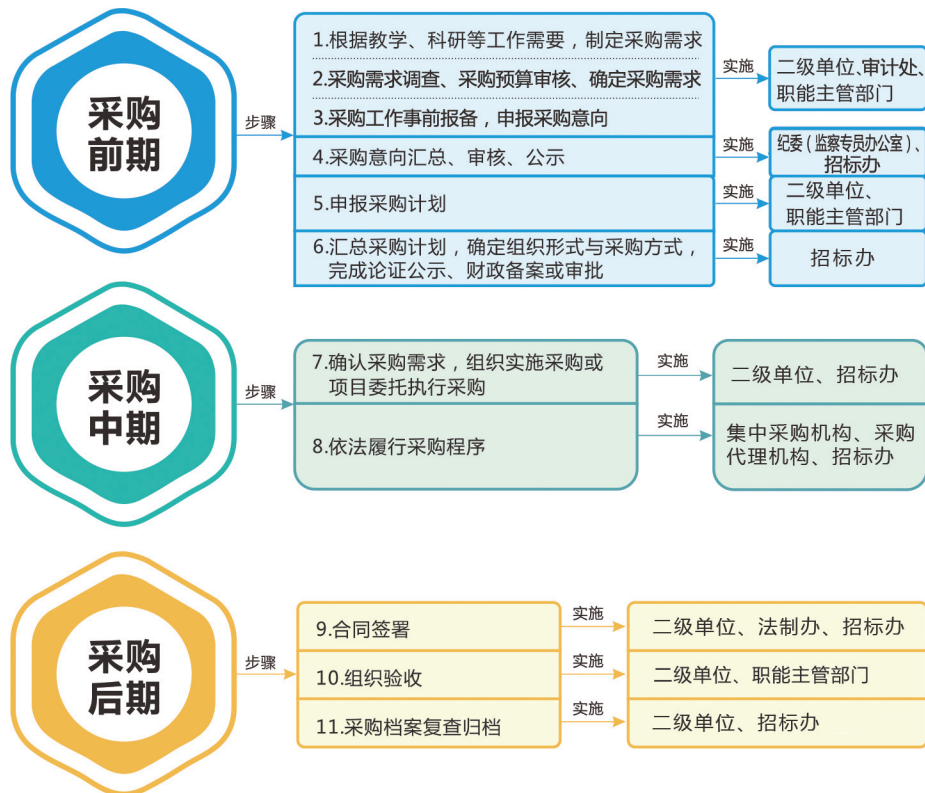 采购
前期
步骤
1.根据教学、科研等工作需要，制定采购需求
2.采购需求调查、采购预算审核、确定采购需求
3.采购工作事前报备，申报采购意向
实施
二级单位、审计处、
职能主管部门
4.采购意向汇总、审核、公示
实施
纪委（监察专员办公室）、
招标办
5.申报采购计划
实施
二级单位、
职能主管部门
6.汇总采购计划，确定组织形式与采购方式，
完成论证公示、财政备案或审批
实施
招标办
采购
中期
步骤
7.确认采购需求，组织实施采购或
项目委托执行采购
实施
二级单位、招标办
8.依法履行采购程序
实施
集中采购机构、采购
代理机构、招标办
采购
后期
步骤
9.合同签署
实施
二级单位、法制办、招标办
10.组织验收
实施
二级单位、职能主管部门
11.采购档案复查归档
实施
二级单位、招标办